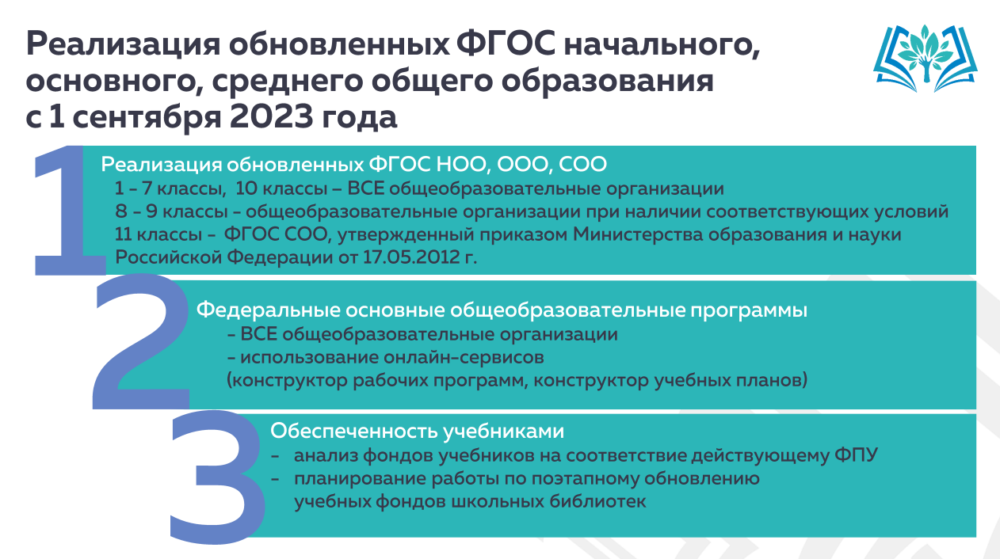 Реализация обновленных ФГОС начального,
основного, среднего общего образования
с 1 сентября 2023 года
1
Реализация обновленных ФГОС НОО, ООО, СОО
1 - 7 классы, 10 классы – ВСЕ общеобразовательные организации
8 - 9 классы - общеобразовательные организации при наличии соответствующих условий
11 классы - ФГОС СОО, утвержденный приказом Министерства образования и науки
Российской Федерации от 17.05.2012 г.
2
Федеральные основные общеобразовательные программы
- ВСЕ общеобразовательные организации
- использование онлайн-сервисов
(конструктор рабочих программ, конструктор учебных планов)
3
Обеспеченность учебниками
- анализ фондов учебников на соответствие действующему ФПУ
- планирование работы по поэтапному обновлению
учебных фондов школьных библиотек